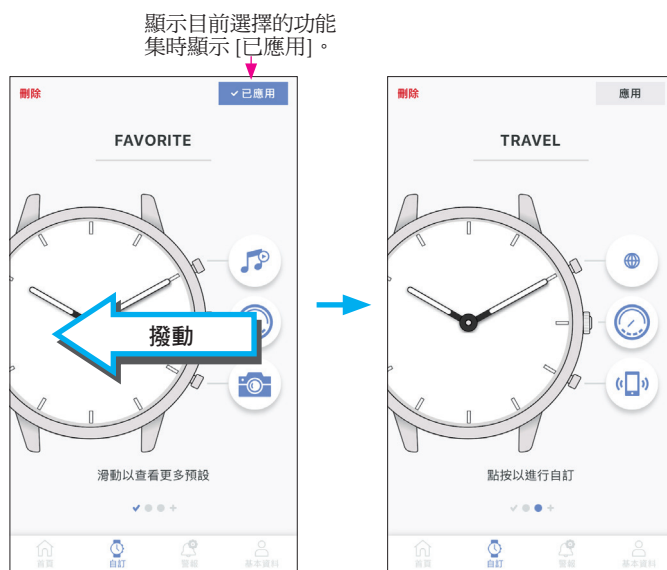 顯示目前選擇的功能
集時顯示 [已應用]。
刪除
已應用
FAVORITE
撥動
滑動以查看更多預設
首頁
自訂
警報
基本資料
刪除
應用
TRAVEL
點按以進行自訂
首頁
自訂
警報
基本資料